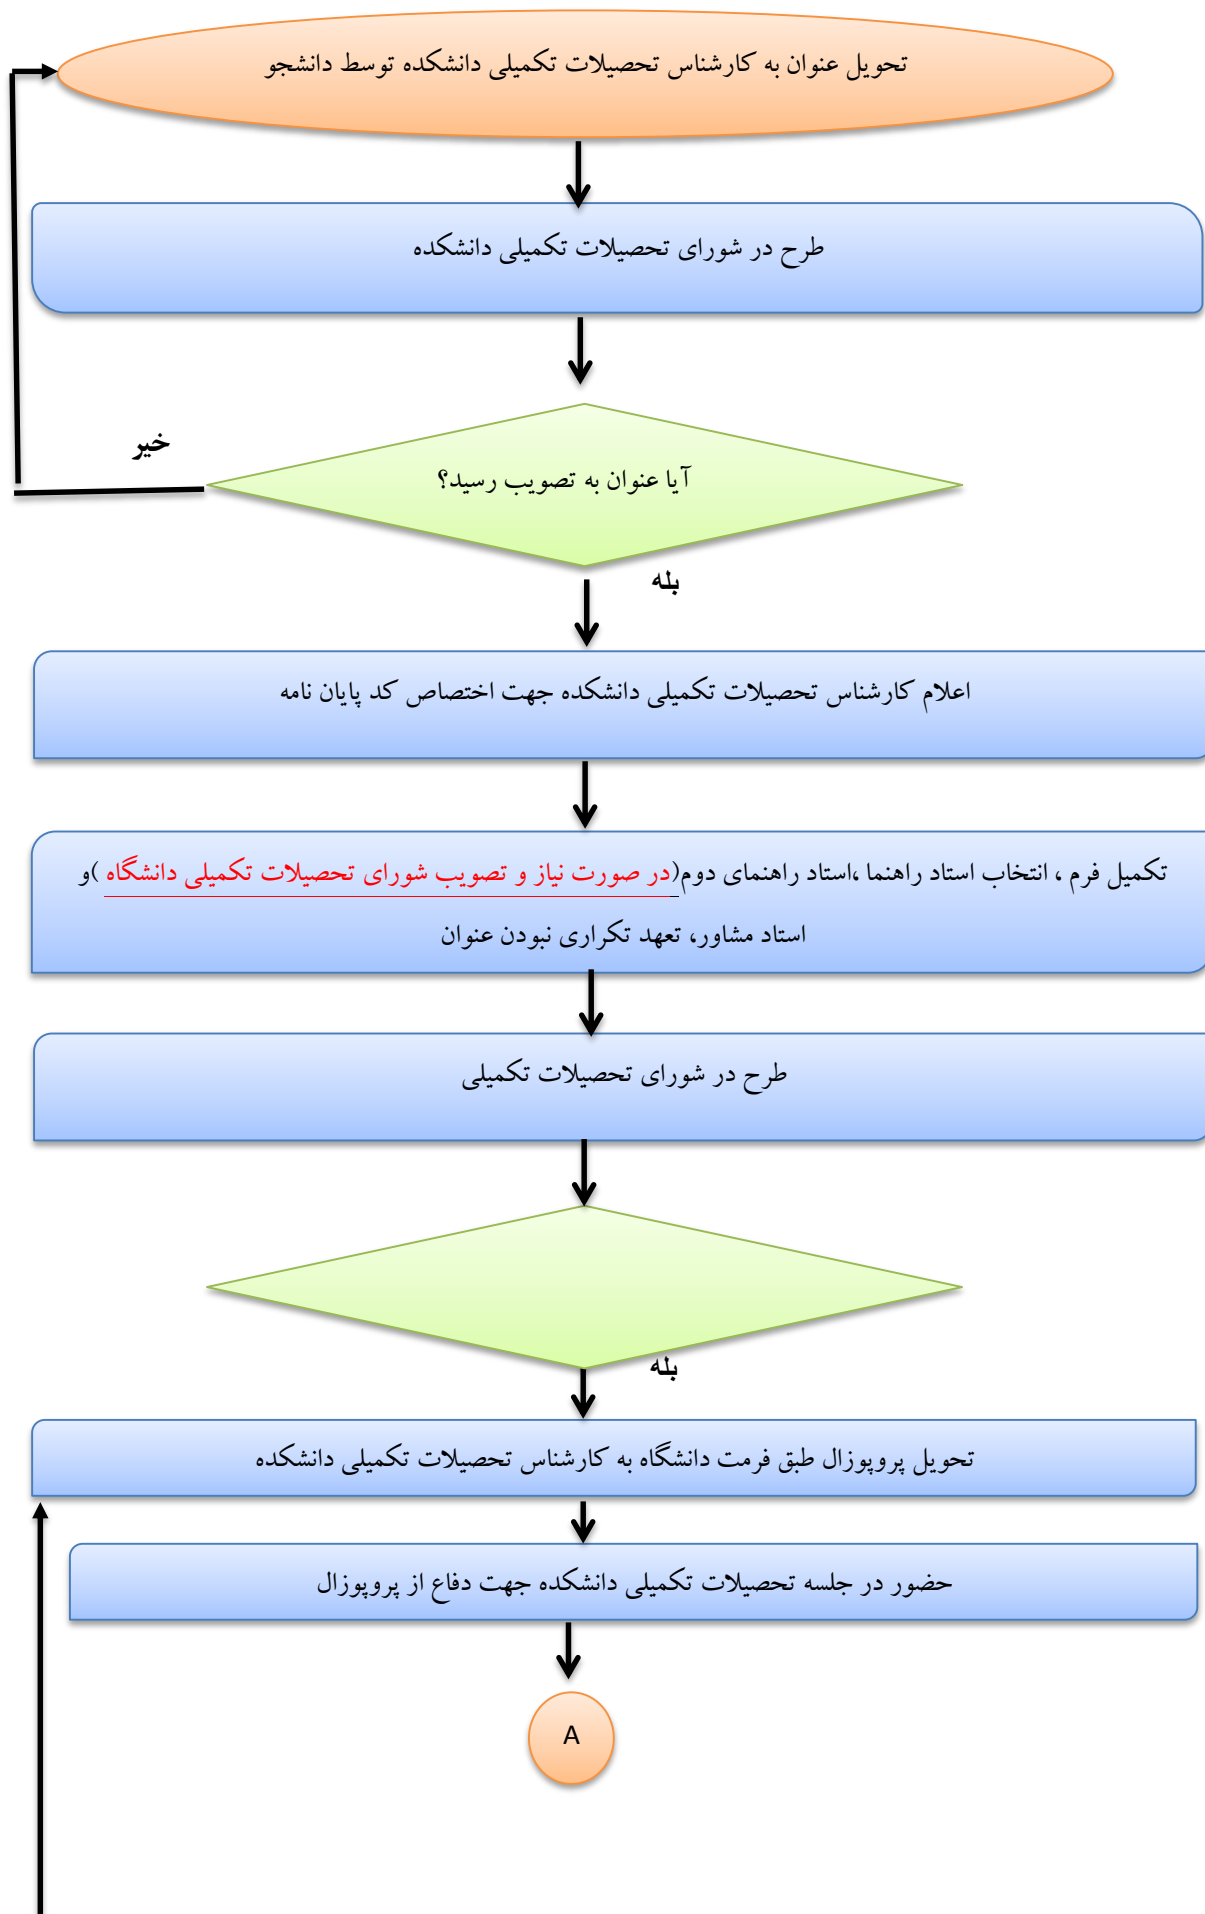 تحویل عنوان به کارشناس تحصیلات تکمیلی دانشکده توسط دانشجو
طرح در شورای تحصیلات تکمیلی دانشکده
خیر
آیا عنوان به تصویب رسید؟
بله
اعلام کارشناس تحصیلات تکمیلی دانشکده جهت اختصاص کد پایان نامه
تکمیل فرم ، انتخاب استاد راهنما ،استاد راهنمای دوم(در صورت نیاز و تصویب شورای تحصیلات تکمیلی دانشگاه )و
استاد مشاور، تعهد تکراری نبودن عنوان
طرح در شورای تحصیلات تکمیلی
بله
تحویل پروپوزال طبق فرمت دانشگاه به کارشناس تحصیلات تکمیلی دانشکده
حضور در جلسه تحصیلات تکمیلی دانشکده جهت دفاع از پروپوزال
A